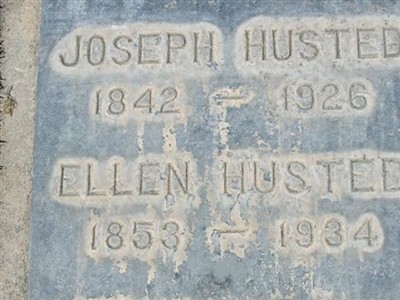 JOSEPH HUSTED
1842 - 1926
ELLEN HUSTED
1853 - 1934